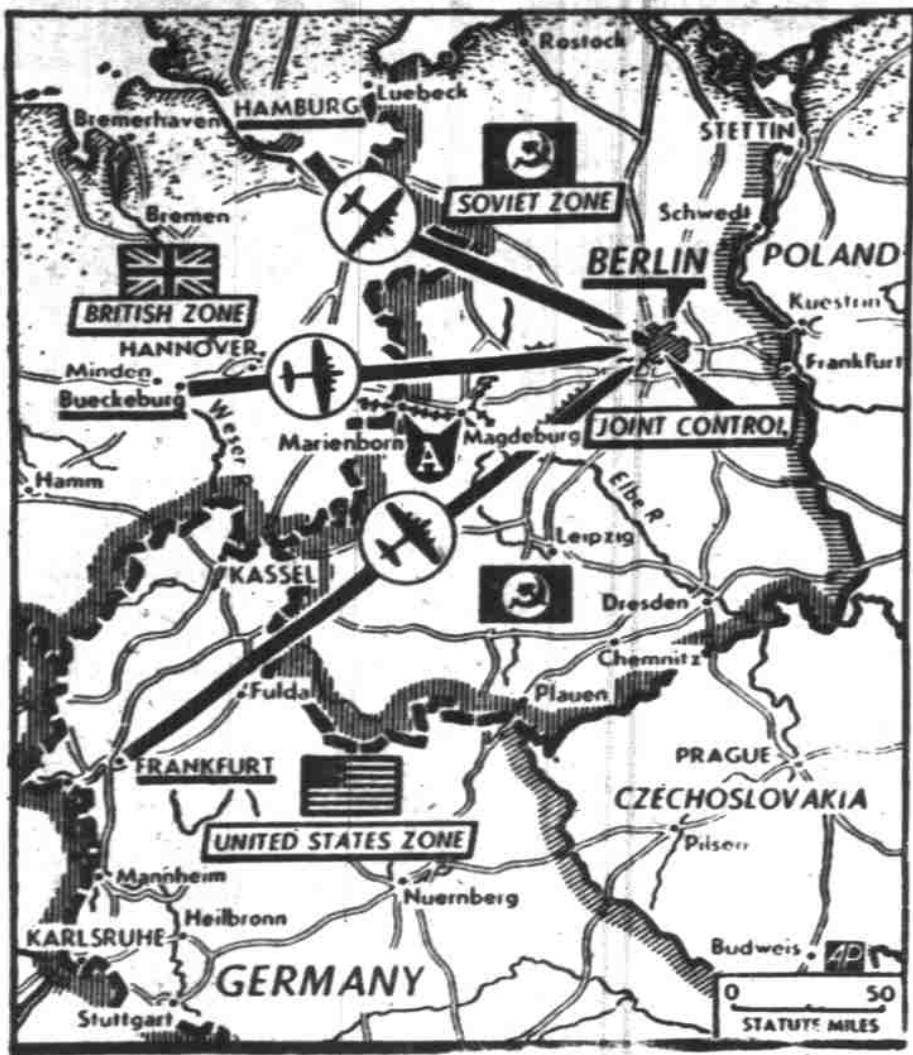 Rostock
Luebeck
HAMBURG
Bremerhaven
STETTIN
SOVIET ZONE
Schwedt
Bremen
BERLIN
POLAND
BRITISH ZONE
Kuestrin
HANNOVER
Minden
Frankfurt
Bueckeburg
Weser
Marienborn
Magdeburg
JOINT CONTROL
A
Hamm
Elbe R
Leipzig
KASSEL
Dresden
Chemnitz
Fulda
Plauen
FRANKFURT
PRAGUE
CZECHOSLOVAKIA
UNITED STATES ZONE
Pilsen
Mannheim
Nuernberg
Heilbronn
KARLSRUHE
Budweis
AP
GERMANY
0 50
STATUTE MILES
Stuttgart